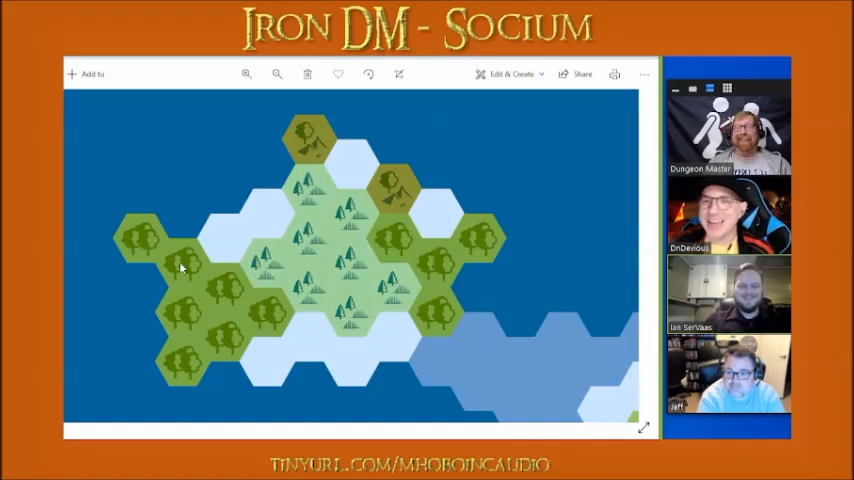 Iron DM - Socium
Add to
Edit & Create
Share
Dungeon Master
DnDevious
Ian SerVaas
Jeff
tinyurl.com/mhoboincaudio